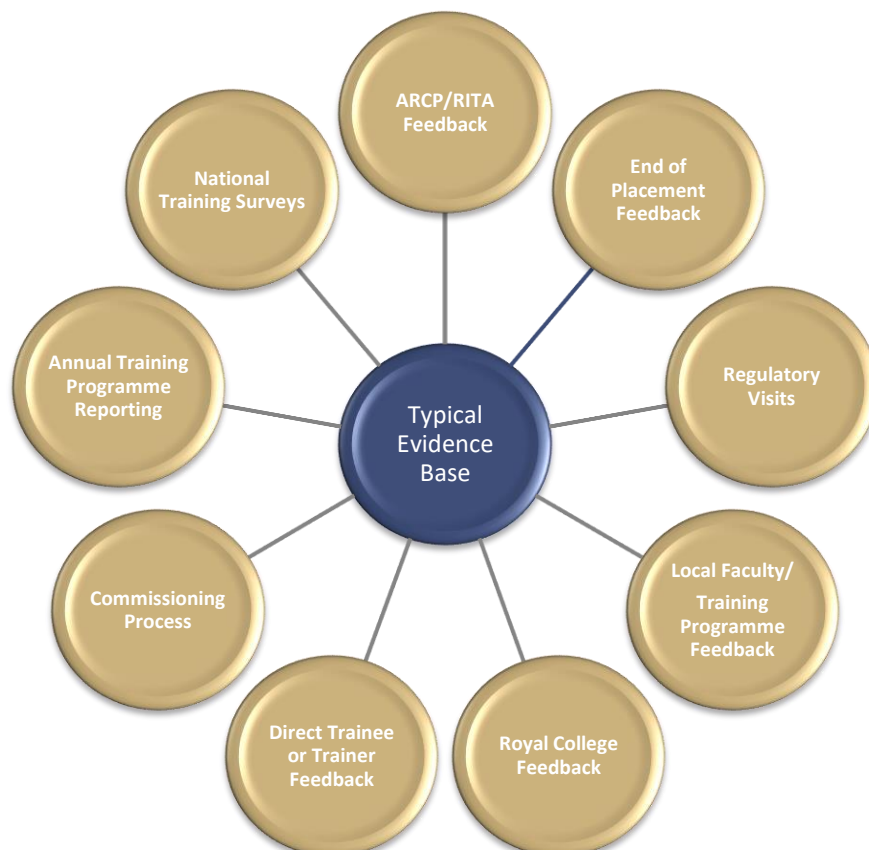 ARCP/RITA
Feedback
End of
Placement
Feedback
Regulatory
Visits
Local Faculty/
Training
Programme
Feedback
Royal College
Feedback
Direct Trainee
or Trainer
Feedback
Commissioning
Process
Annual Training
Programme
Reporting
National
Training Surveys
Typical
Evidence
Base